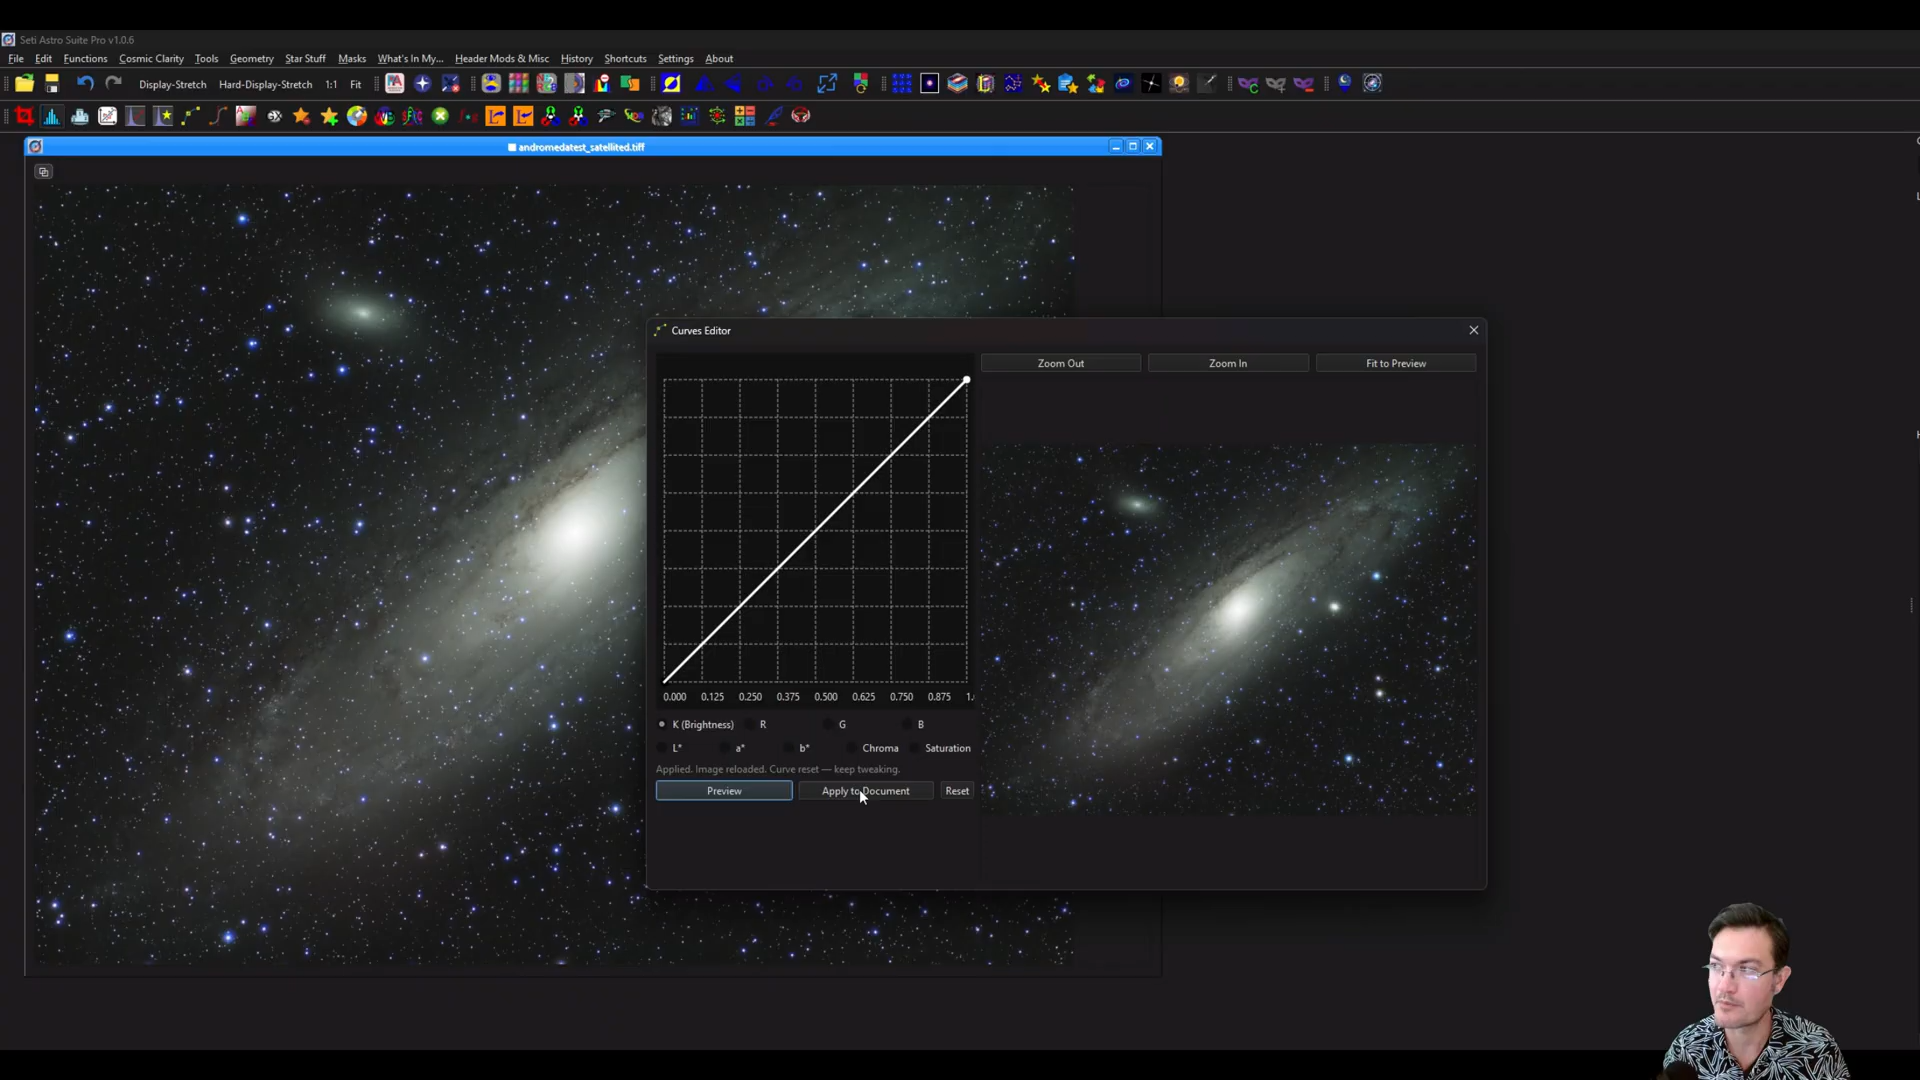 Seti Astro Suite Pro v1.0.6
File Edit Functions Cosmic Clarity Tools Geometry Star Stuff Masks What's In My... Header Mods & Misc History Shortcuts Settings About
Display-Stretch Hard-Display-Stretch 1:1 Fit
andromedatest_satellited.tiff
Curves Editor
Zoom Out Zoom In Fit to Preview
0.000 0.125 0.250 0.375 0.500 0.625 0.750 0.875 1.
K (Brightness) R G B
L* a* b* Chroma Saturation
Applied. Image reloaded. Curve reset — keep tweaking.
Preview Apply to Document Reset